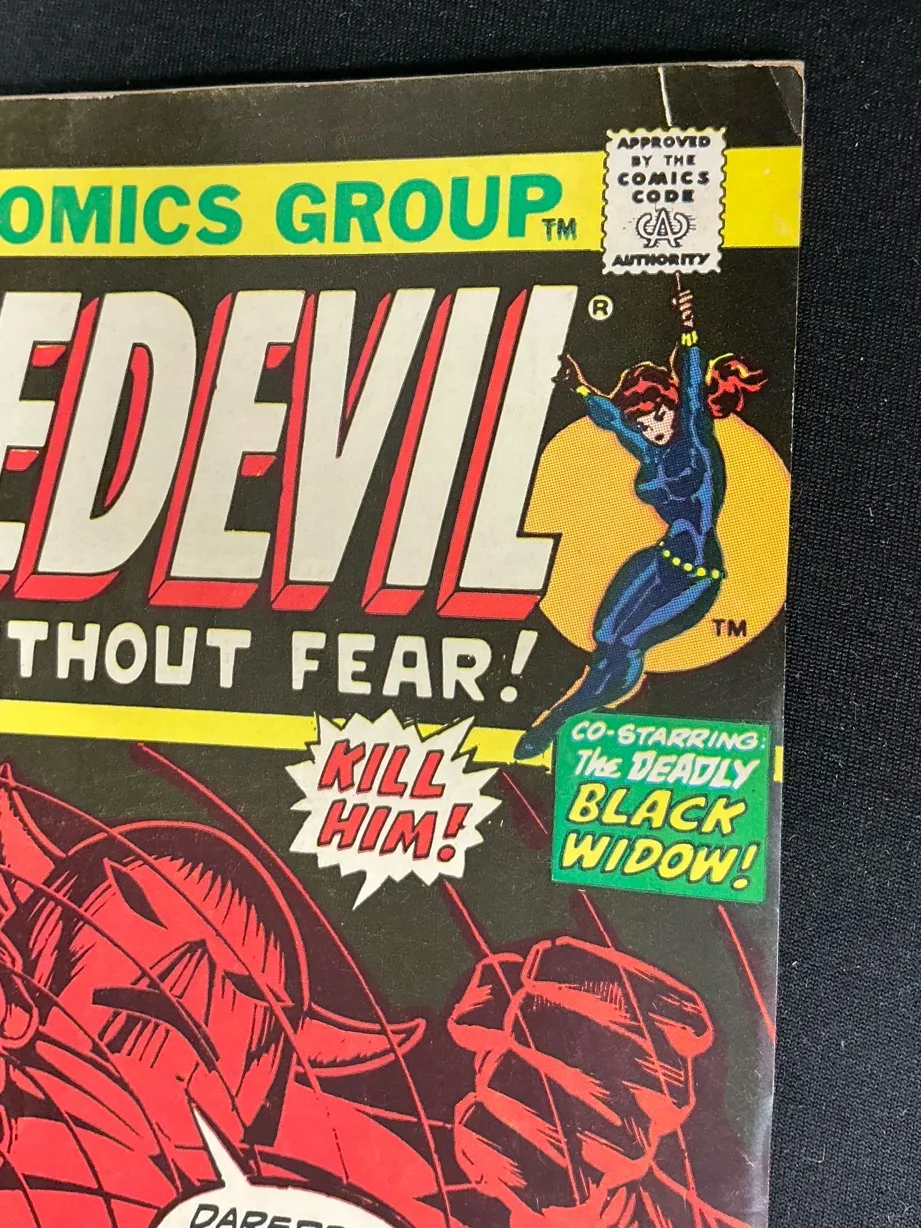 OMICS GROUP TM
APPROVED
BY THE
COMICS
CODE
CA
AUTHORITY
EDEVIL ®
THOUT FEAR!
TM
KILL
HIM!
CO-STARRING:
The DEADLY
BLACK
WIDOW!